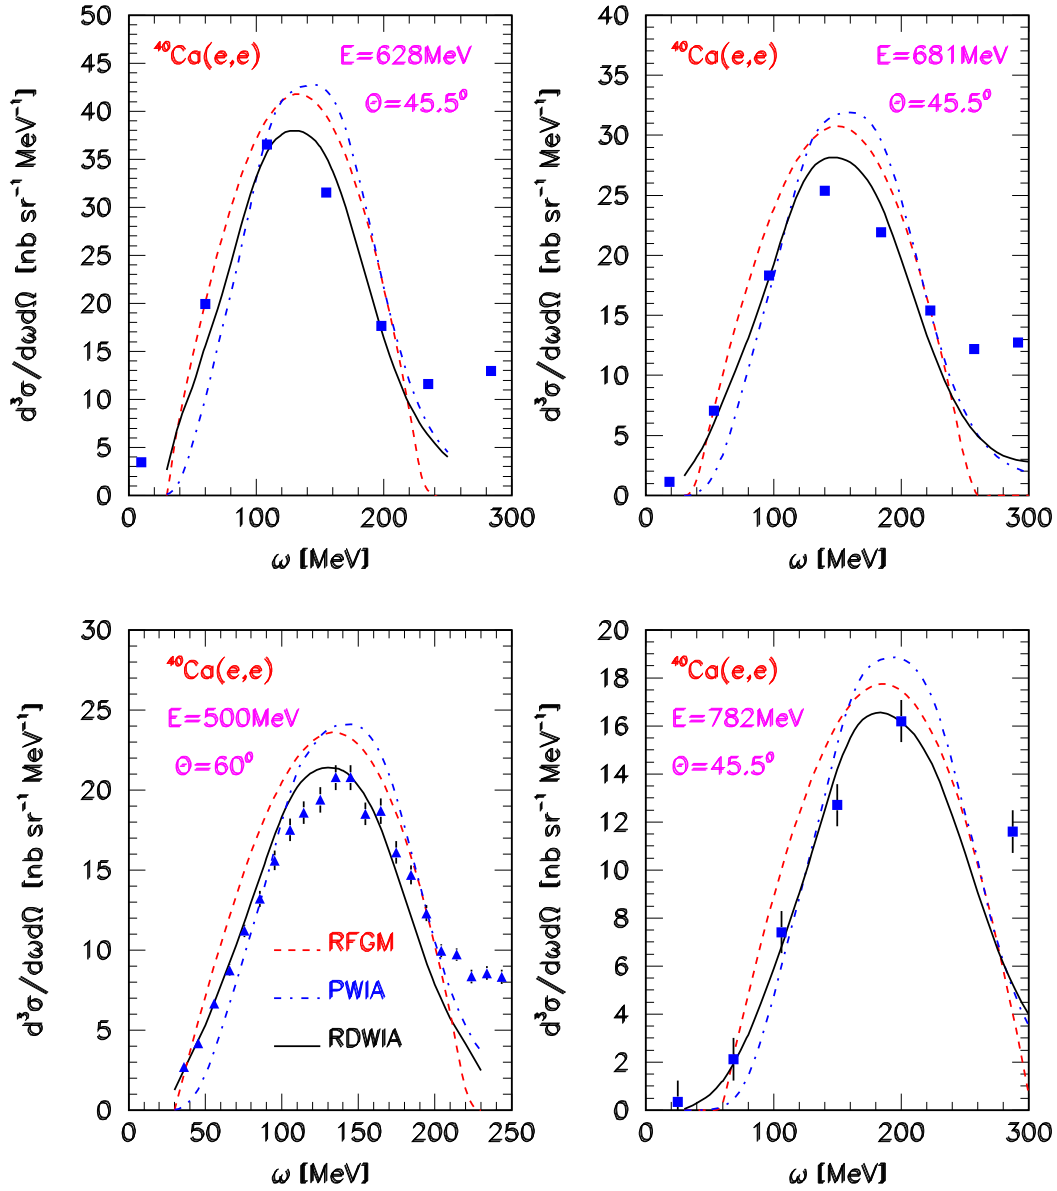 ⁴⁰Ca(e,e) E=628MeV
Θ=45.5⁰
d³σ/dωdΩ [nb sr⁻¹ MeV⁻¹]
50
45
40
35
30
25
20
15
10
5
0
0 100 200 300
ω [MeV]
⁴⁰Ca(e,e) E=681MeV
Θ=45.5⁰
d³σ/dωdΩ [nb sr⁻¹ MeV⁻¹]
40
35
30
25
20
15
10
5
0
0 100 200 300
ω [MeV]
⁴⁰Ca(e,e)
E=500MeV
Θ=60⁰
RFGM
PWIA
RDWIA
d³σ/dωdΩ [nb sr⁻¹ MeV⁻¹]
30
25
20
15
10
5
0
0 50 100 150 200 250
ω [MeV]
⁴⁰Ca(e,e)
E=782MeV
Θ=45.5⁰
d³σ/dωdΩ [nb sr⁻¹ MeV⁻¹]
20
18
16
14
12
10
8
6
4
2
0
0 100 200 300
ω [MeV]